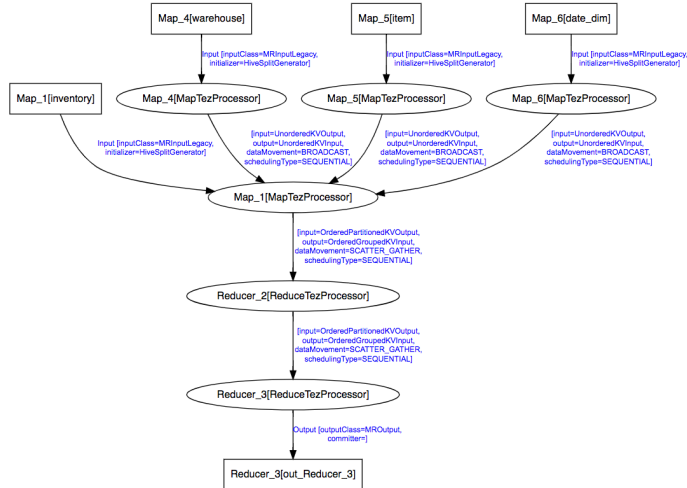 Map_4[warehouse]
Map_5[item]
Map_6[date_dim]
Input [inputClass=MRInputLegacy,
initializer=HiveSplitGenerator]
Input [inputClass=MRInputLegacy,
initializer=HiveSplitGenerator]
Input [inputClass=MRInputLegacy,
initializer=HiveSplitGenerator]
Map_1[inventory]
Map_4[MapTezProcessor]
Map_5[MapTezProcessor]
Map_6[MapTezProcessor]
Input [inputClass=MRInputLegacy,
initializer=HiveSplitGenerator]
[input=UnorderedKVOutput,
output=UnorderedKVInput,
dataMovement=BROADCAST,
schedulingType=SEQUENTIAL]
[input=UnorderedKVOutput,
output=UnorderedKVInput,
dataMovement=BROADCAST,
schedulingType=SEQUENTIAL]
[input=UnorderedKVOutput,
output=UnorderedKVInput,
dataMovement=BROADCAST,
schedulingType=SEQUENTIAL]
Map_1[MapTezProcessor]
[input=OrderedPartitionedKVOutput,
output=OrderedGroupedKVInput,
dataMovement=SCATTER_GATHER,
schedulingType=SEQUENTIAL]
Reducer_2[ReduceTezProcessor]
[input=OrderedPartitionedKVOutput,
output=OrderedGroupedKVInput,
dataMovement=SCATTER_GATHER,
schedulingType=SEQUENTIAL]
Reducer_3[ReduceTezProcessor]
Output [outputClass=MROutput,
committer=]
Reducer_3[out_Reducer_3]